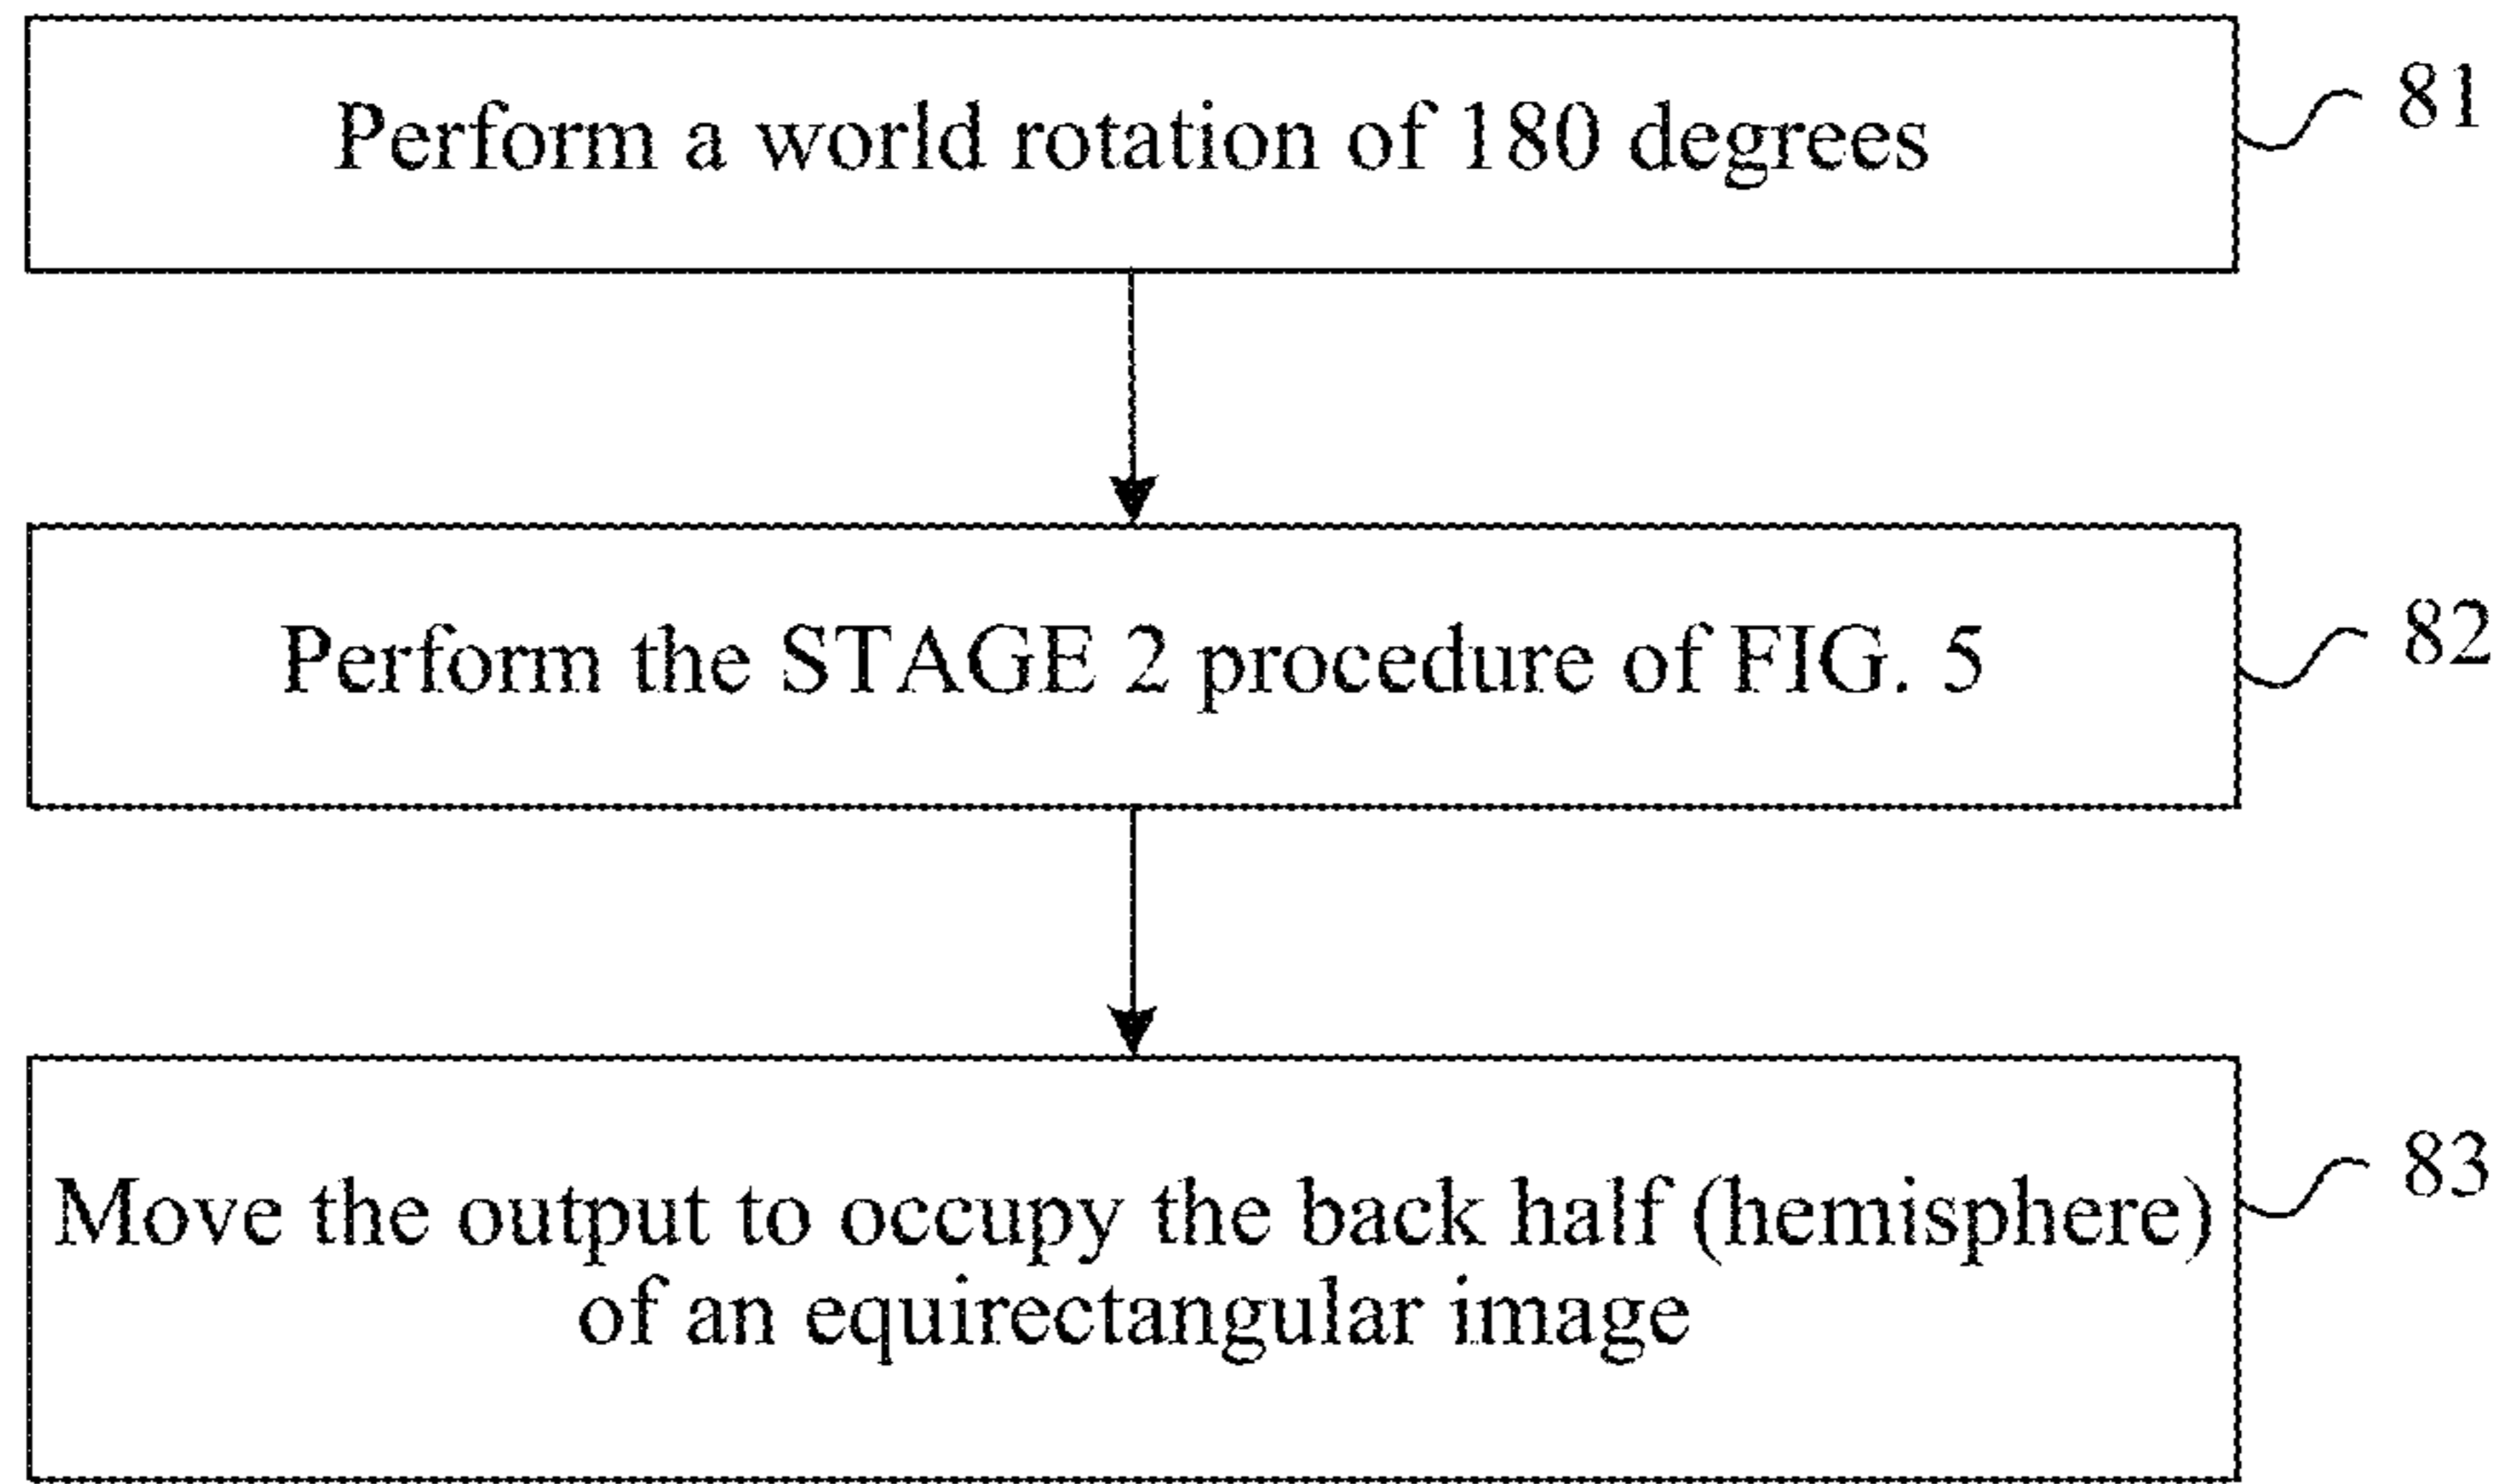 Perform a world rotation of 180 degrees
81
Perform the STAGE 2 procedure of FIG. 5
82
Move the output to occupy the back half (hemisphere)
of an equirectangular image
83